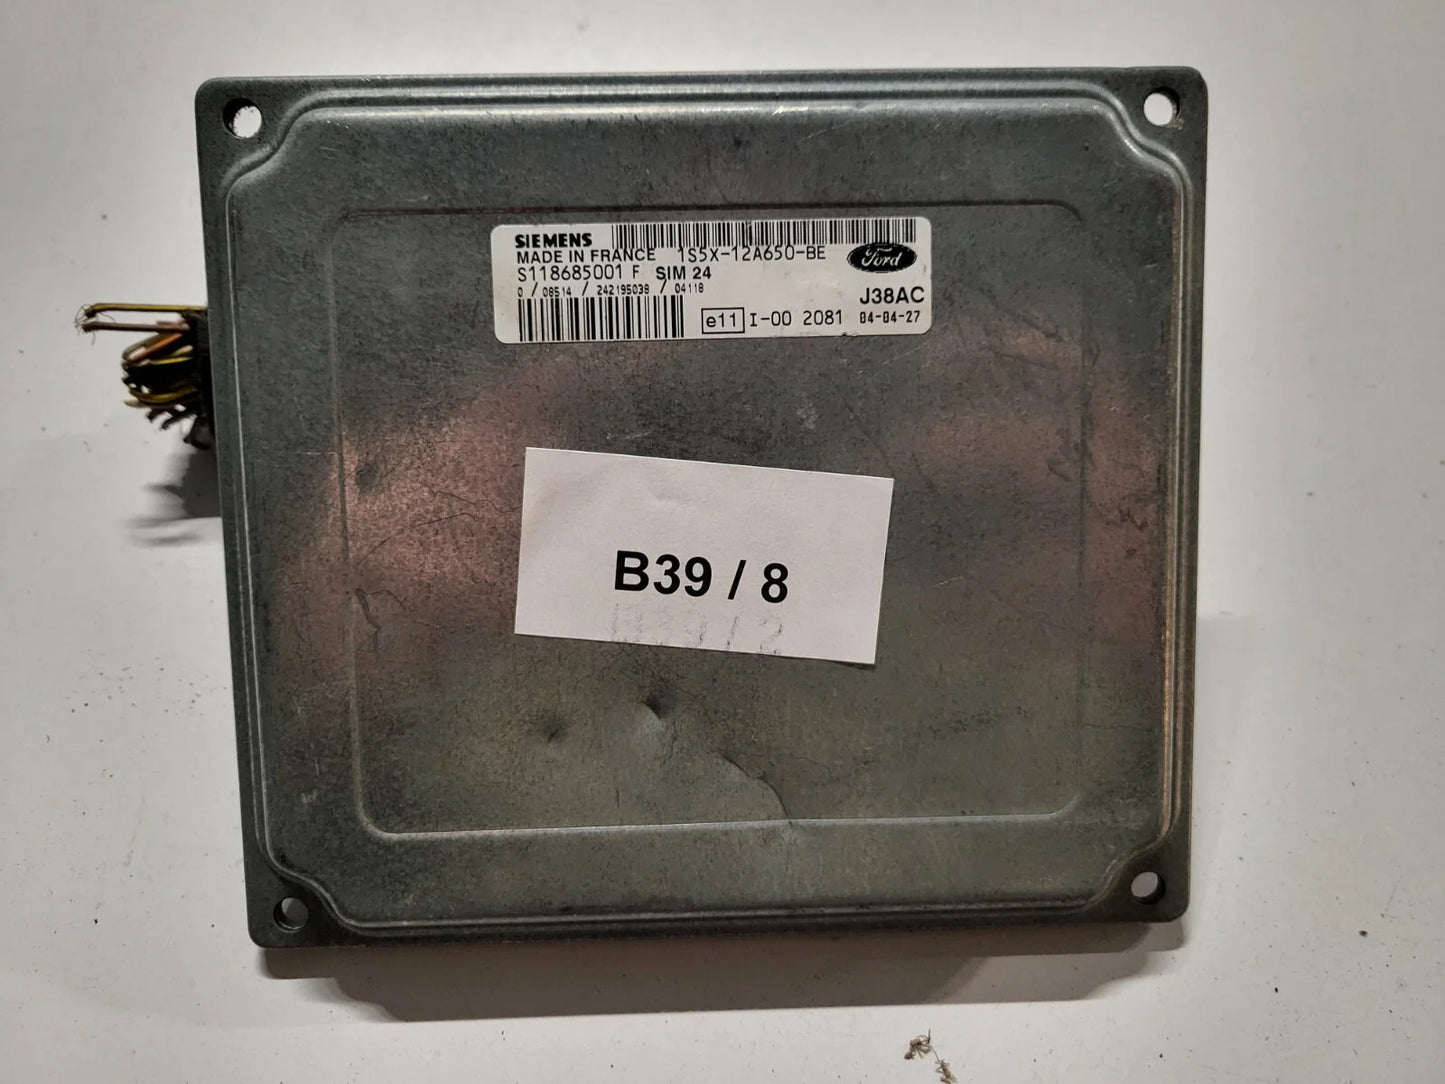 SIEMENS
MADE IN FRANCE 1S5X-12A650-BE Ford
S118685001 F SIM 24
0 / 08514 / 242195038 / 04118
J38AC
e11 I-00 2081 04-04-27
B39 / 8